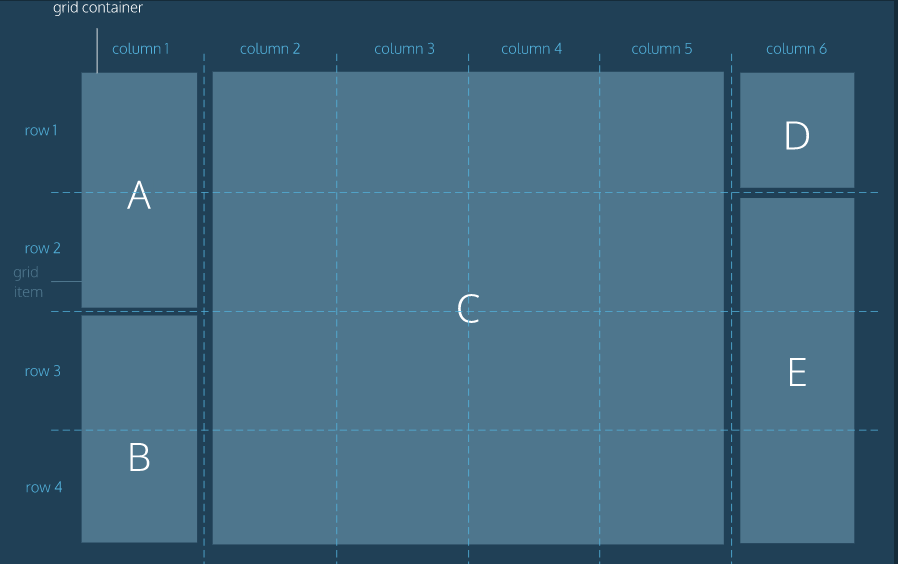 grid container
column 1
column 2
column 3
column 4
column 5
column 6
row 1
D
A
row 2
grid
item
C
row 3
E
B
row 4